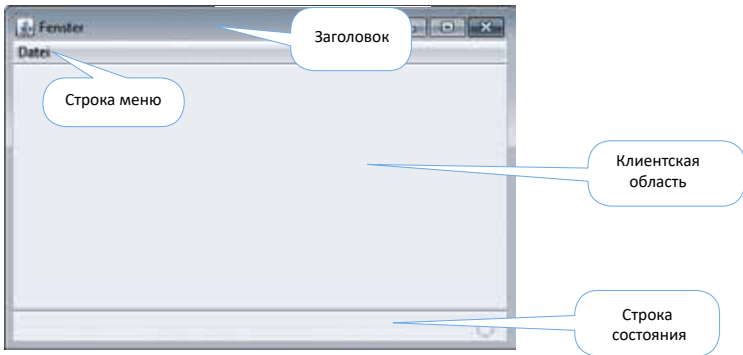 Fenster
Заголовок
Datei
Строка меню
Клиентская
область
Строка
состояния